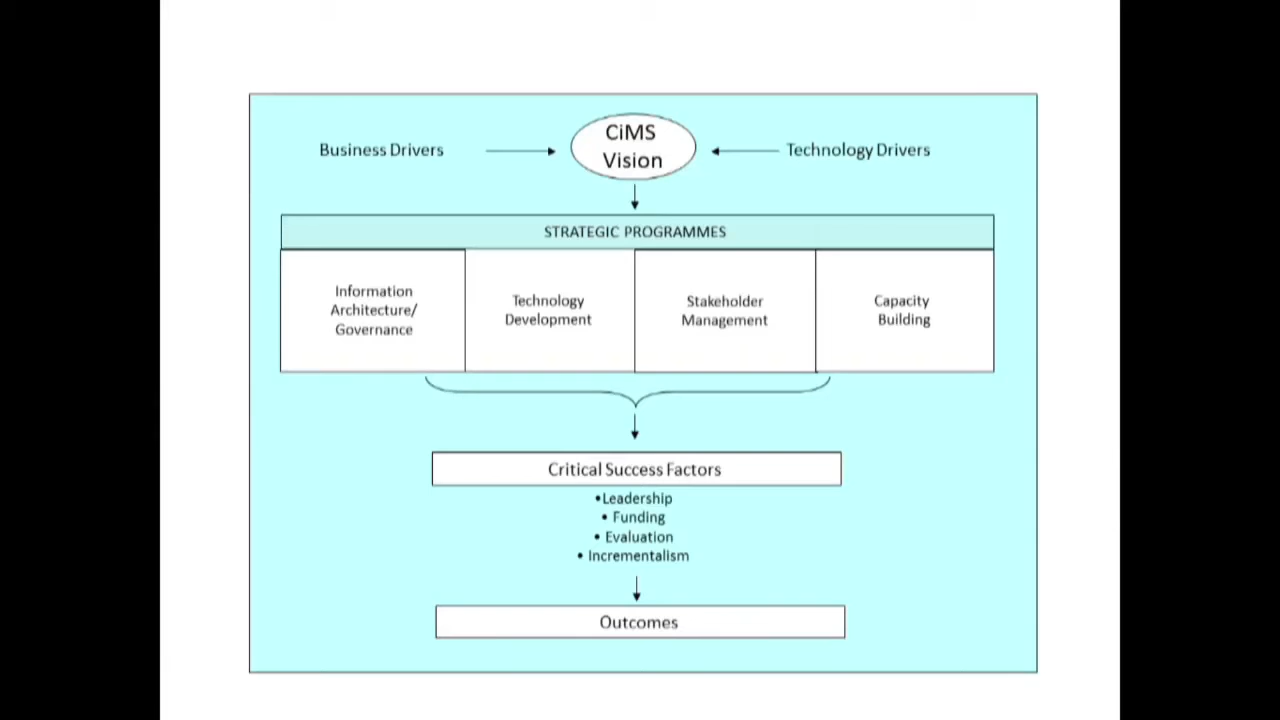 CiMS
Vision
Business Drivers
Technology Drivers
STRATEGIC PROGRAMMES
Information
Architecture/
Governance
Technology
Development
Stakeholder
Management
Capacity
Building
Critical Success Factors
•Leadership
• Funding
• Evaluation
• Incrementalism
Outcomes